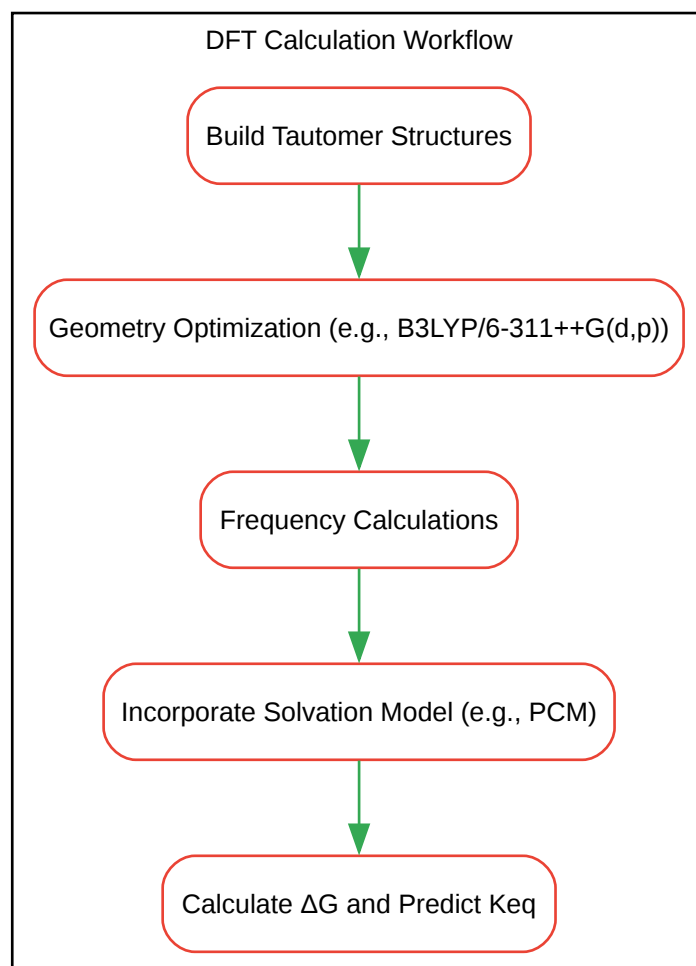 DFT Calculation Workflow
Build Tautomer Structures
Geometry Optimization (e.g., B3LYP/6-311++G(d,p))
Frequency Calculations
Incorporate Solvation Model (e.g., PCM)
Calculate ΔG and Predict Keq